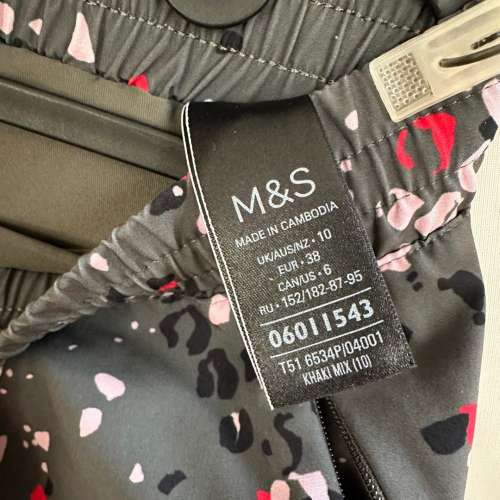 M&S
MADE IN CAMBODIA
UK/AUS/NZ • 10
EUR • 38
CAN/US • 6
RU • 152/182-87-95
06011543
T51.6534P/04001
KHAKI MIX (10)